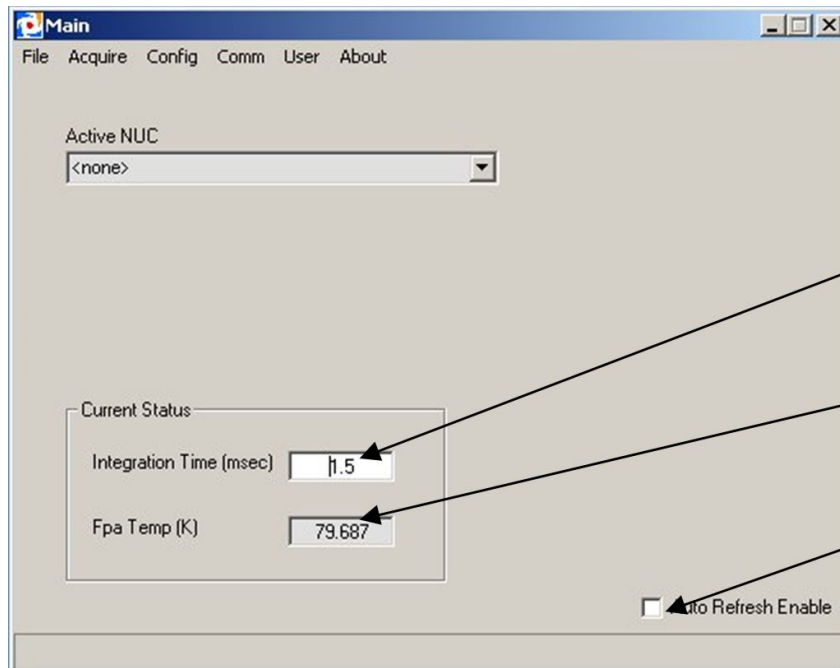 Main
File Acquire Config Comm User About
Active NUC
<none>
Current Status
Integration Time (msec) 1.5
Fpa Temp (K) 79.687
Auto Refresh Enable